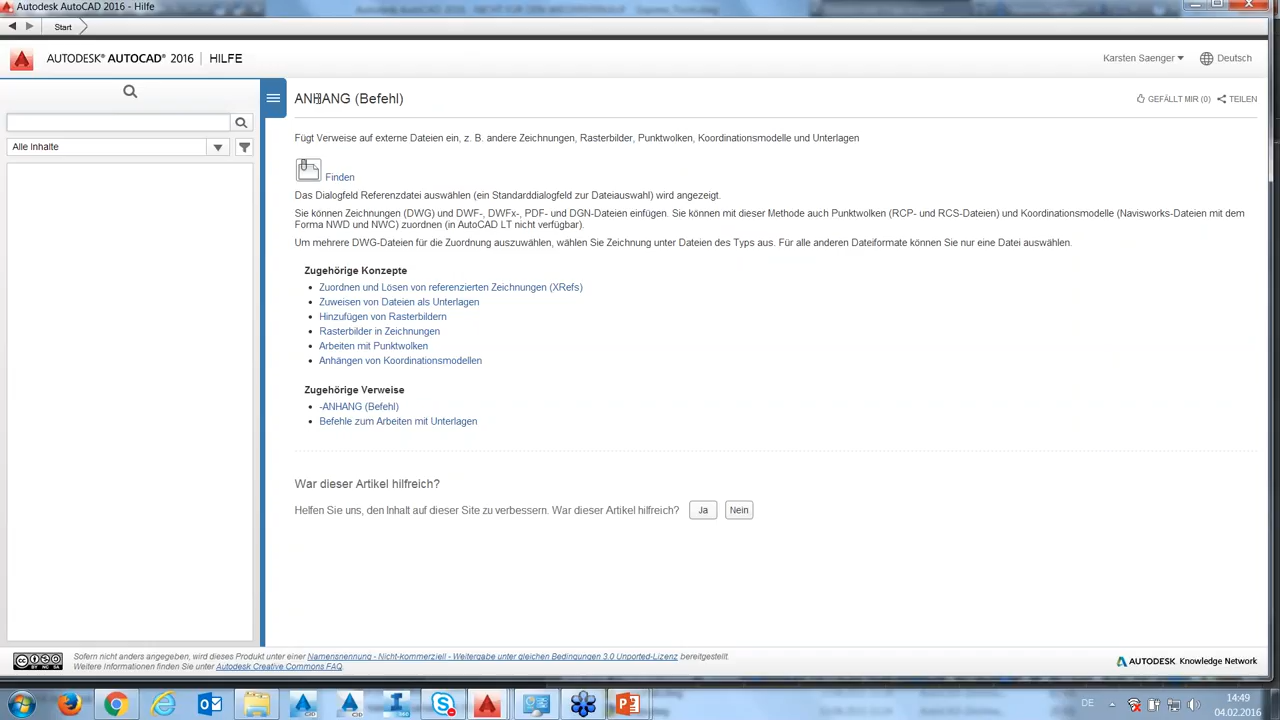 Autodesk AutoCAD 2016 - Hilfe
Start
AUTODESK® AUTOCAD® 2016 | HILFE
Karsten Saenger
Deutsch
Alle Inhalte
ANHANG (Befehl)
GEFÄLLT MIR (0)
TEILEN
Fügt Verweise auf externe Dateien ein, z. B. andere Zeichnungen, Rasterbilder, Punktwolken, Koordinationsmodelle und Unterlagen
Finden
Das Dialogfeld Referenzdatei auswählen (ein Standarddialogfeld zur Dateiauswahl) wird angezeigt.
Sie können Zeichnungen (DWG) und DWF-, DWFx-, PDF- und DGN-Dateien einfügen. Sie können mit dieser Methode auch Punktwolken (RCP- und RCS-Dateien) und Koordinationsmodelle (Navisworks-Dateien mit dem
Forma NWD und NWC) zuordnen (in AutoCAD LT nicht verfügbar).
Um mehrere DWG-Dateien für die Zuordnung auszuwählen, wählen Sie Zeichnung unter Dateien des Typs aus. Für alle anderen Dateiformate können Sie nur eine Datei auswählen.
Zugehörige Konzepte
• Zuordnen und Lösen von referenzierten Zeichnungen (XRefs)
• Zuweisen von Dateien als Unterlagen
• Hinzufügen von Rasterbildern
• Rasterbilder in Zeichnungen
• Arbeiten mit Punktwolken
• Anhängen von Koordinationsmodellen
Zugehörige Verweise
• -ANHANG (Befehl)
• Befehle zum Arbeiten mit Unterlagen
War dieser Artikel hilfreich?
Helfen Sie uns, den Inhalt auf dieser Site zu verbessern. War dieser Artikel hilfreich?
Ja
Nein
Sofern nicht anders angegeben, wird dieses Produkt unter einer Namensnennung - Nicht-kommerziell - Weitergabe unter gleichen Bedingungen 3.0 Unported-Lizenz bereitgestellt.
Weitere Informationen finden Sie unter Autodesk Creative Commons FAQ.
AUTODESK Knowledge Network
DE
14:49
04.02.2016